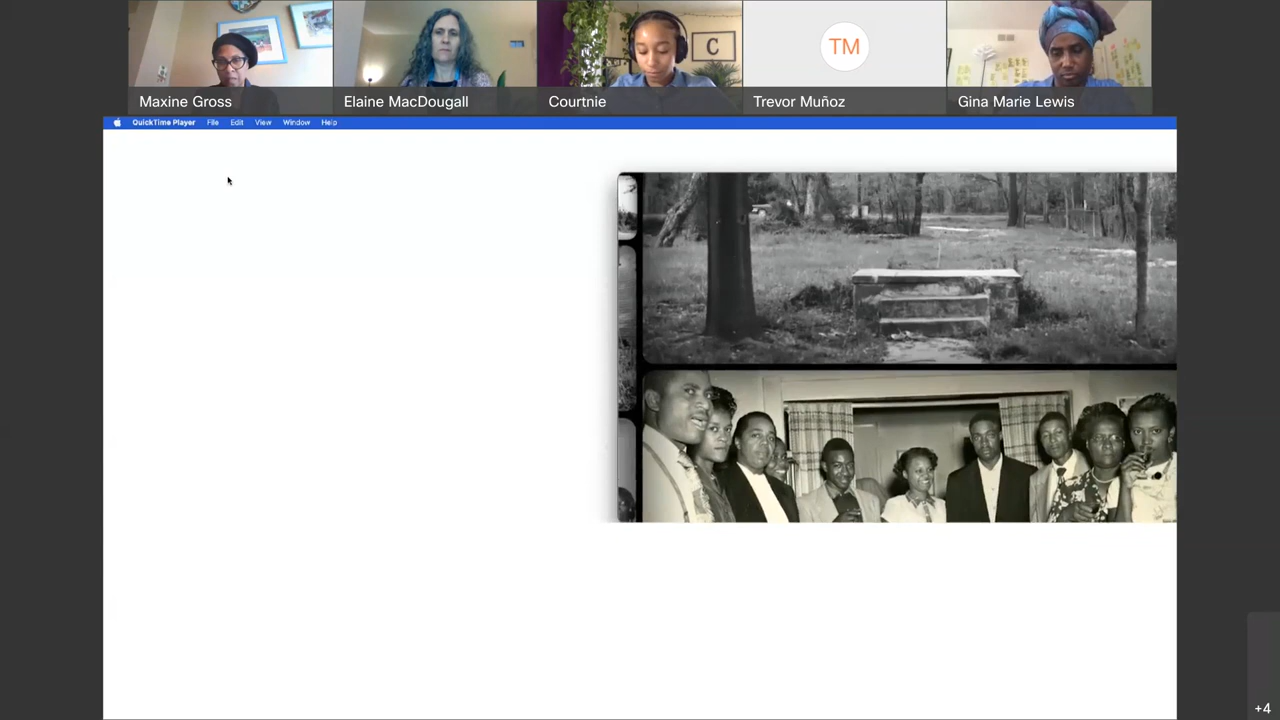 C
TM
Maxine Gross
Elaine MacDougall
Courtnie
Trevor Muñoz
Gina Marie Lewis
QuickTime Player File Edit View Window Help
+4